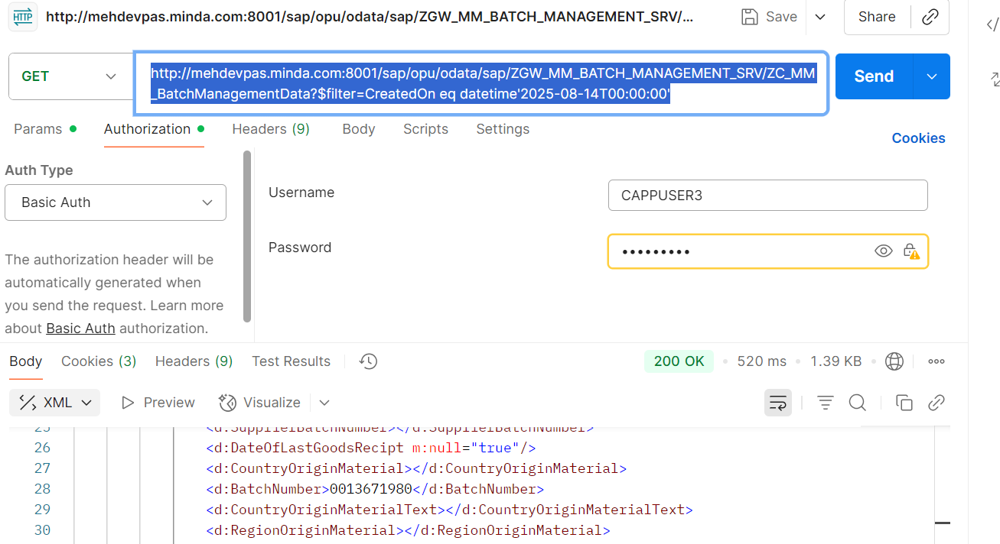 HTTP http://mehdevpas.minda.com:8001/sap/opu/odata/sap/ZGW_MM_BATCH_MANAGEMENT_SRV/... Save Share
GET
http://mehdevpas.minda.com:8001/sap/opu/odata/sap/ZGW_MM_BATCH_MANAGEMENT_SRV/ZC_MM
_BatchManagementData?$filter=CreatedOn eq datetime'2025-08-14T00:00:00'
Send
Params Authorization Headers (9) Body Scripts Settings
Cookies
Auth Type
Basic Auth
The authorization header will be
automatically generated when
you send the request. Learn more
about Basic Auth authorization.
Username CAPPUSER3
Password •••••••••
Body Cookies (3) Headers (9) Test Results 200 OK 520 ms 1.39 KB
XML Preview Visualize
25 <d:SupplierBatchNumber></d:SupplierBatchNumber>
26 <d:DateOfLastGoodsRecipt m:null="true"/>
27 <d:CountryOriginMaterial></d:CountryOriginMaterial>
28 <d:BatchNumber>0013671980</d:BatchNumber>
29 <d:CountryOriginMaterialText></d:CountryOriginMaterialText>
30 <d:RegionOriginMaterial></d:RegionOriginMaterial>